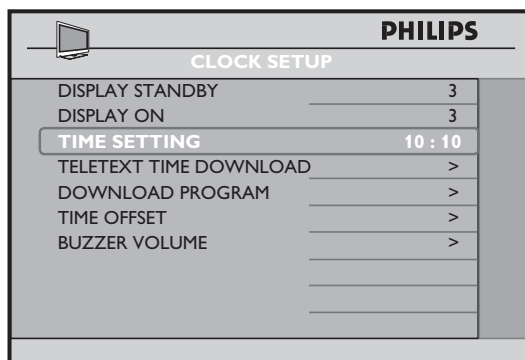 PHILIPS
CLOCK SETUP
DISPLAY STANDBY 3
DISPLAY ON 3
TIME SETTING 10 : 10
TELETEXT TIME DOWNLOAD >
DOWNLOAD PROGRAM >
TIME OFFSET >
BUZZER VOLUME >